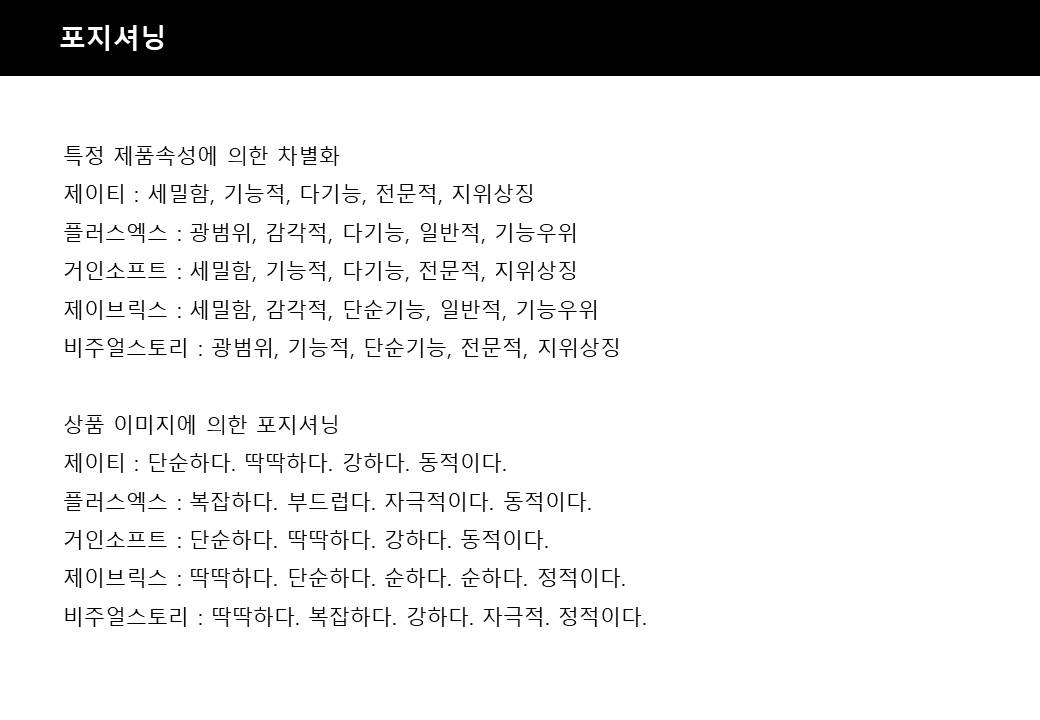 포지셔닝
특정 제품속성에 의한 차별화
제이티 : 세밀함, 기능적, 다기능, 전문적, 지위상징
플러스엑스 : 광범위, 감각적, 다기능, 일반적, 기능우위
거인소프트 : 세밀함, 기능적, 다기능, 전문적, 지위상징
제이브릭스 : 세밀함, 감각적, 단순기능, 일반적, 기능우위
비주얼스토리 : 광범위, 기능적, 단순기능, 전문적, 지위상징
상품 이미지에 의한 포지셔닝
제이티 : 단순하다. 딱딱하다. 강하다. 동적이다.
플러스엑스 : 복잡하다. 부드럽다. 자극적이다. 동적이다.
거인소프트 : 단순하다. 딱딱하다. 강하다. 동적이다.
제이브릭스 : 딱딱하다. 단순하다. 순하다. 순하다. 정적이다.
비주얼스토리 : 딱딱하다. 복잡하다. 강하다. 자극적. 정적이다.